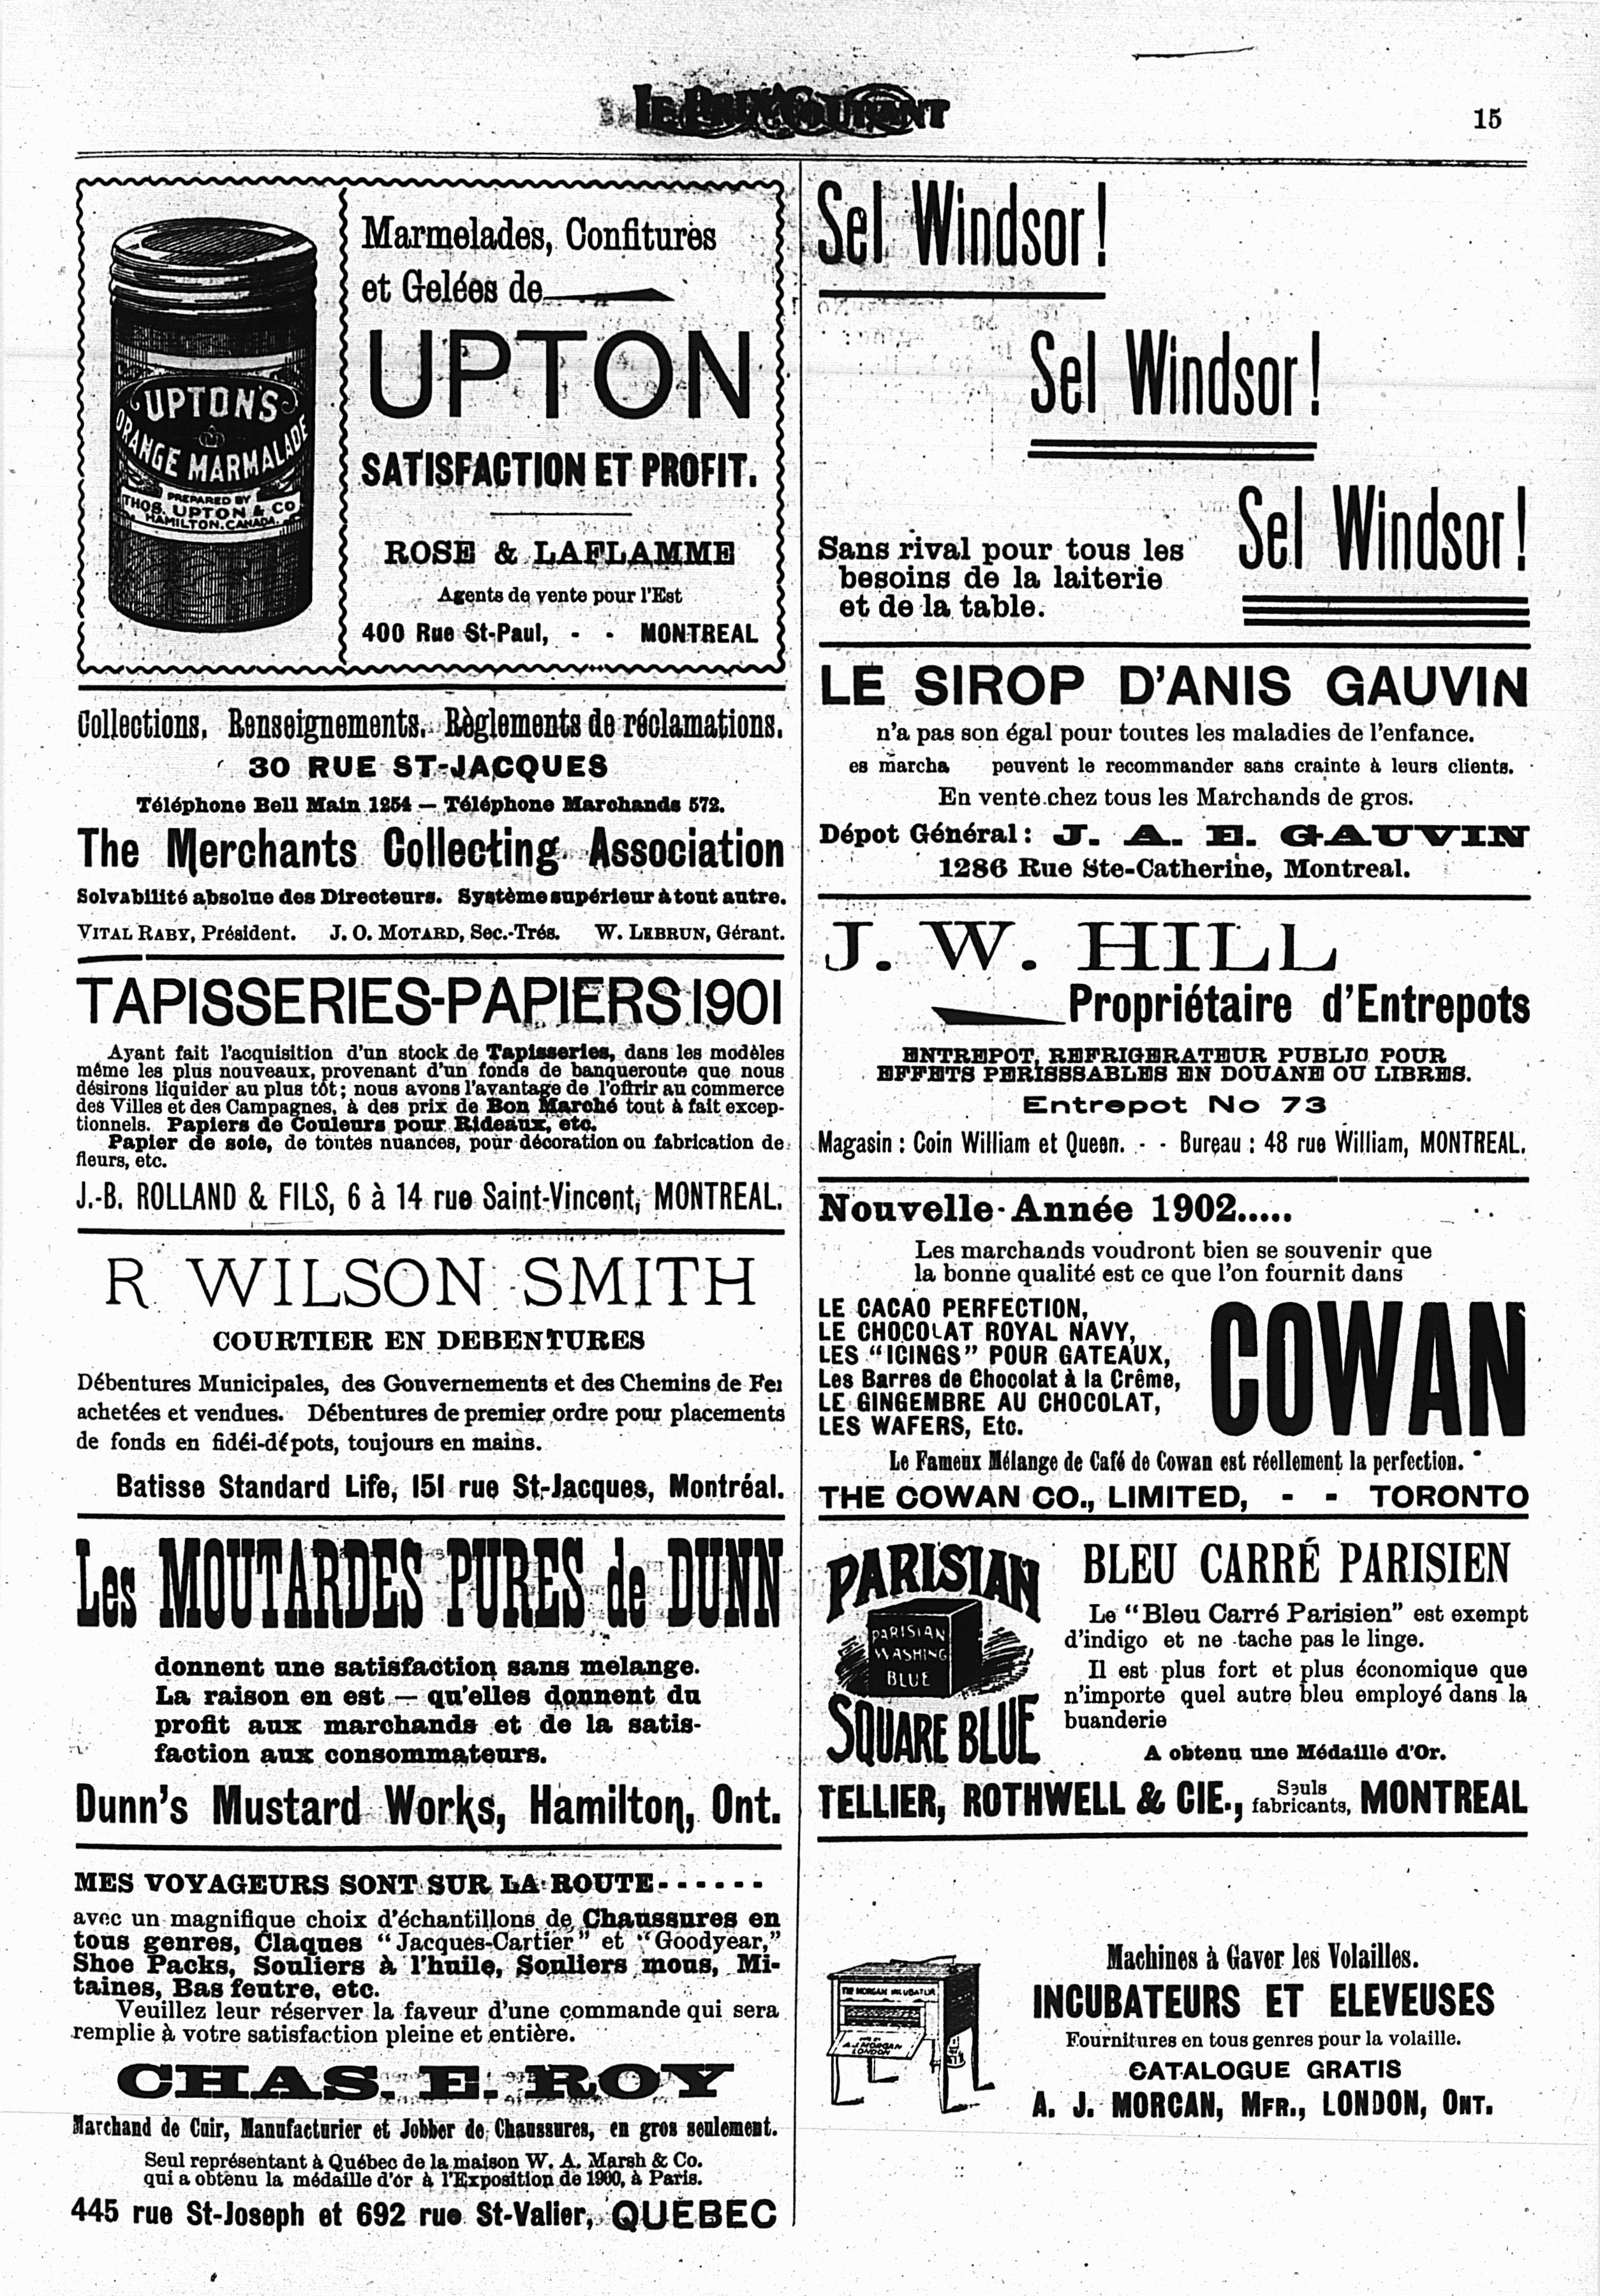 LE PRIX COURANT
15
UPTON'S
ORANGE MARMALADE
PREPARED BY
THOS. UPTON & CO
HAMILTON. CANADA.
Marmelades, Confitures
et Gelées de
UPTON
SATISFACTION ET PROFIT.
ROSE & LAFLAMME
Agents de vente pour l'Est
400 Rue St-Paul, - - MONTREAL
Collections. Renseignements. Règlements de réclamations.
30 RUE ST-JACQUES
Téléphone Bell Main 1254 — Téléphone Marchands 572.
The Merchants Collecting Association
Solvabilité absolue des Directeurs. Système supérieur à tout autre.
VITAL RABY, Président. J. O. MOTARD, Sec.-Trés. W. LEBRUN, Gérant.
TAPISSERIES-PAPIERS 1901
Ayant fait l'acquisition d'un stock de Tapisseries, dans les modèles
même les plus nouveaux, provenant d'un fonds de banqueroute que nous
désirons liquider au plus tôt; nous avons l'avantage de l'offrir au commerce
des Villes et des Campagnes, à des prix de Bon Marché tout à fait excep-
tionnels. Papiers de Couleurs pour Rideaux, etc.
Papier de soie, de toutes nuances, pour décoration ou fabrication de
fleurs, etc.
J.-B. ROLLAND & FILS, 6 à 14 rue Saint-Vincent, MONTREAL.
R WILSON SMITH
COURTIER EN DEBENTURES
Débentures Municipales, des Gouvernements et des Chemins de Fer
achetées et vendues. Débentures de premier ordre pour placements
de fonds en fidéi-dépots, toujours en mains.
Batisse Standard Life, 151 rue St-Jacques, Montréal.
Les MOUTARDES PURES de DUNN
donnent une satisfaction sans melange.
La raison en est — qu'elles donnent du
profit aux marchands et de la satis-
faction aux consommateurs.
Dunn's Mustard Works, Hamilton, Ont.
MES VOYAGEURS SONT SUR LA ROUTE - - - - - -
avec un magnifique choix d'échantillons de Chaussures en
tous genres, Claques "Jacques-Cartier" et "Goodyear,"
Shoe Packs, Souliers à l'huile, Souliers mous, Mi-
taines, Bas feutre, etc.
Veuillez leur réserver la faveur d'une commande qui sera
remplie à votre satisfaction pleine et entière.
CHAS. E. ROY
Marchand de Cuir, Manufacturier et Jobber de Chaussures, en gros seulement.
Seul représentant à Québec de la maison W. A. Marsh & Co.
qui a obtenu la médaille d'or à l'Exposition de 1900, à Paris.
445 rue St-Joseph et 692 rue St-Valier, QUEBEC
Sel Windsor!
Sel Windsor!
Sel Windsor!
Sans rival pour tous les
besoins de la laiterie
et de la table.
LE SIROP D'ANIS GAUVIN
n'a pas son égal pour toutes les maladies de l'enfance.
es marcha peuvent le recommander sans crainte à leurs clients.
En vente chez tous les Marchands de gros.
Dépot Général: J. A. E. GAUVIN
1286 Rue Ste-Catherine, Montreal.
J. W. HILL
Propriétaire d'Entrepots
ENTREPOT, REFRIGERATEUR PUBLIC POUR
EFFETS PERISSSABLES EN DOUANE OU LIBRES.
Entrepot No 73
Magasin : Coin William et Queen. - - Bureau : 48 rue William, MONTREAL.
Nouvelle Année 1902.....
Les marchands voudront bien se souvenir que
la bonne qualité est ce que l'on fournit dans
LE CACAO PERFECTION,
LE CHOCOLAT ROYAL NAVY,
LES "ICINGS" POUR GATEAUX,
Les Barres de Chocolat à la Crême,
LE GINGEMBRE AU CHOCOLAT,
LES WAFERS, Etc.
COWAN
Le Fameux Mélange de Café de Cowan est réellement la perfection.
THE COWAN CO., LIMITED, - - TORONTO
PARISIAN
PARISIAN
WASHING
BLUE
SQUARE BLUE
BLEU CARRÉ PARISIEN
Le "Bleu Carré Parisien" est exempt
d'indigo et ne tache pas le linge.
Il est plus fort et plus économique que
n'importe quel autre bleu employé dans la
buanderie
A obtenu une Médaille d'Or.
TELLIER, ROTHWELL & CIE., Seuls fabricants, MONTREAL
THE MORGAN INCUBATOR
A.J. MORGAN
LONDON
Machines à Gaver les Volailles.
INCUBATEURS ET ELEVEUSES
Fournitures en tous genres pour la volaille.
CATALOGUE GRATIS
A. J. MORGAN, MFR., LONDON, ONT.